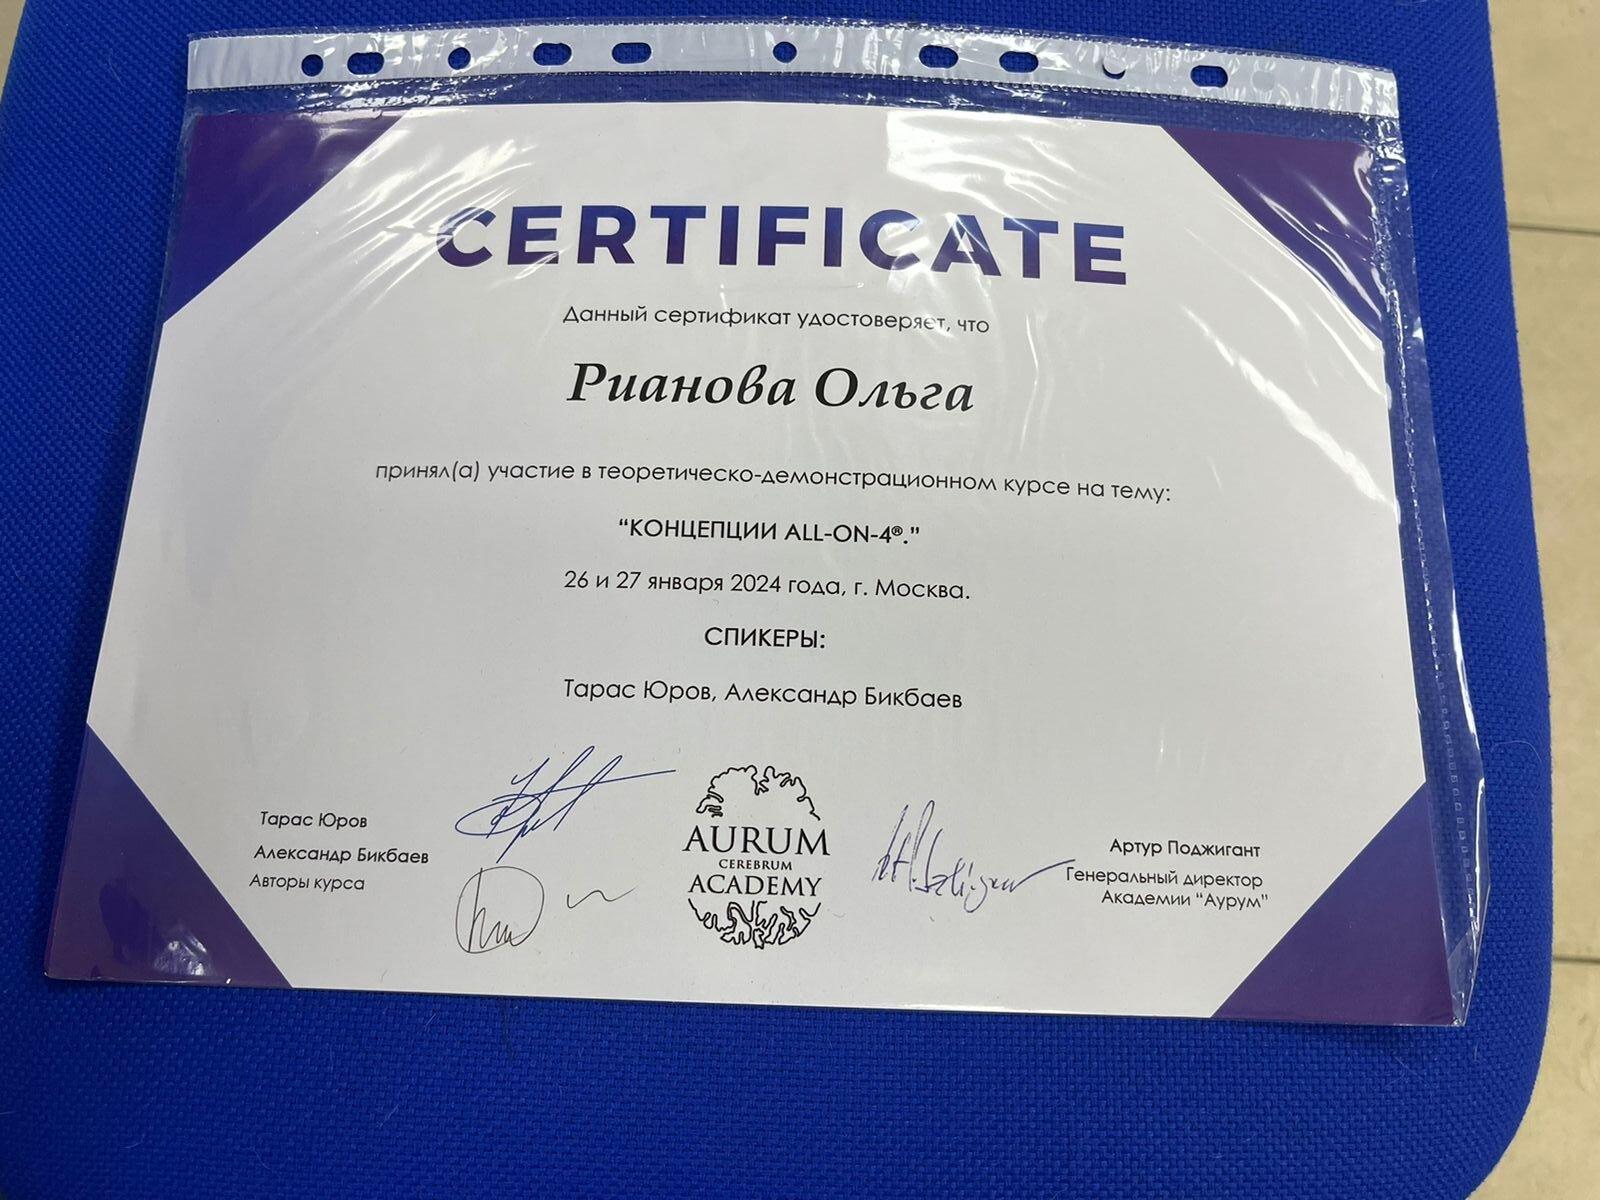 CERTIFICATE
Данный сертификат удостоверяет, что
Рианова Ольга
принял(а) участие в теоретическо-демонстрационном курсе на тему:
“КОНЦЕПЦИИ ALL-ON-4®.”
26 и 27 января 2024 года, г. Москва.
СПИКЕРЫ:
Тарас Юров, Александр Бикбаев
Тарас Юров
Александр Бикбаев
Авторы курса
AURUM
CEREBRUM
ACADEMY
Артур Поджигант
Генеральный директор
Академии “Аурум”